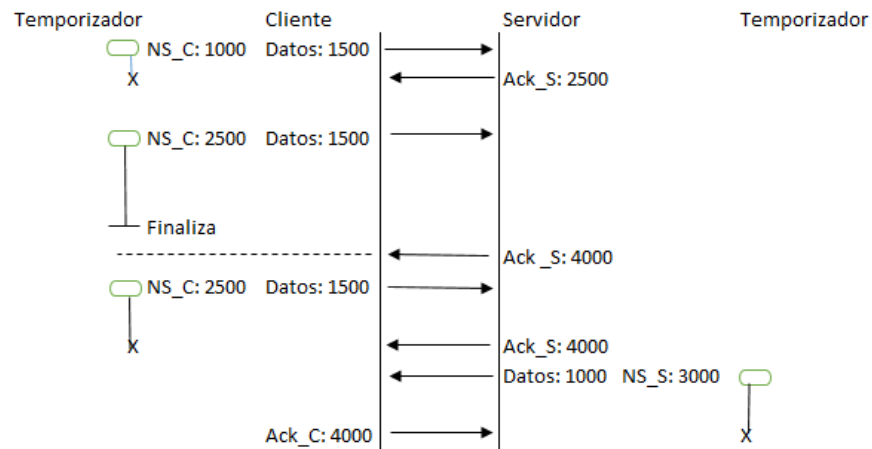 Temporizador Cliente Servidor Temporizador
NS_C: 1000 Datos: 1500
X Ack_S: 2500
NS_C: 2500 Datos: 1500
Finaliza
Ack _S: 4000
NS_C: 2500 Datos: 1500
X Ack_S: 4000
Datos: 1000 NS_S: 3000
Ack_C: 4000 X